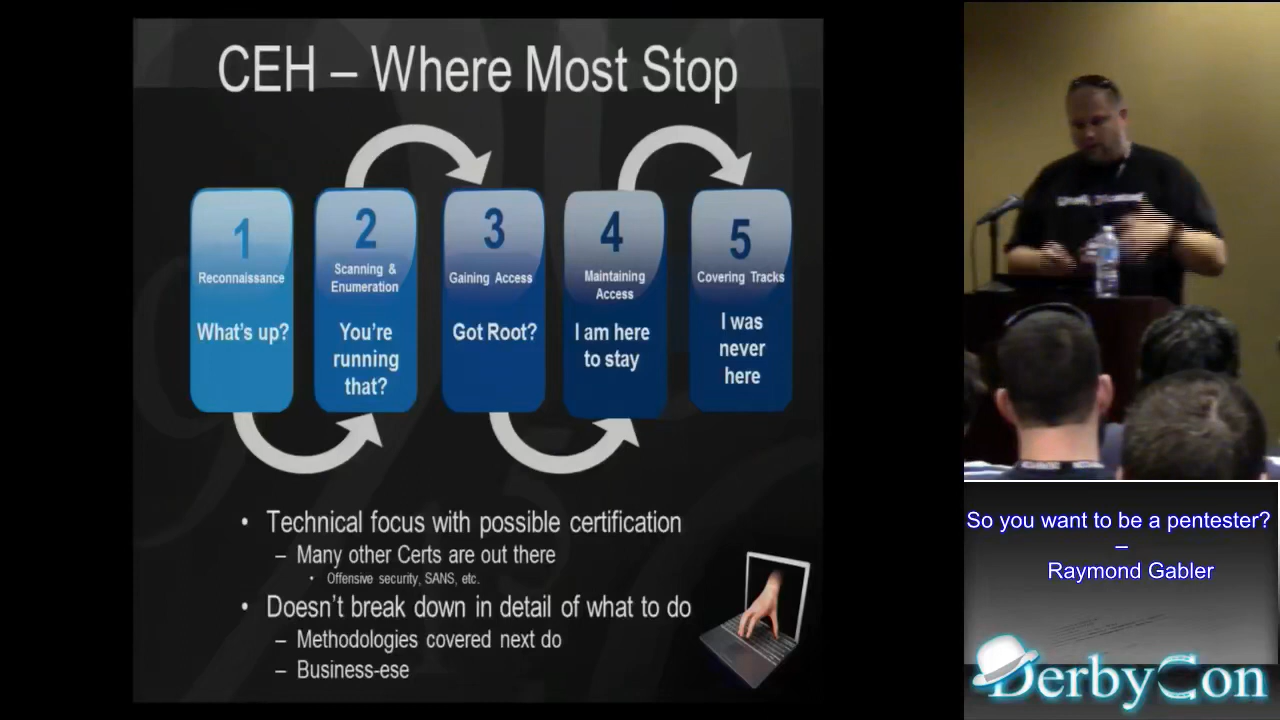 CEH – Where Most Stop
1
Reconnaissance
What's up?
2
Scanning &
Enumeration
You're
running
that?
3
Gaining Access
Got Root?
4
Maintaining
Access
I am here
to stay
5
Covering Tracks
I was
never
here
• Technical focus with possible certification
– Many other Certs are out there
• Offensive security, SANS, etc.
• Doesn't break down in detail of what to do
– Methodologies covered next do
– Business-ese
So you want to be a pentester?
–
Raymond Gabler
DerbyCon